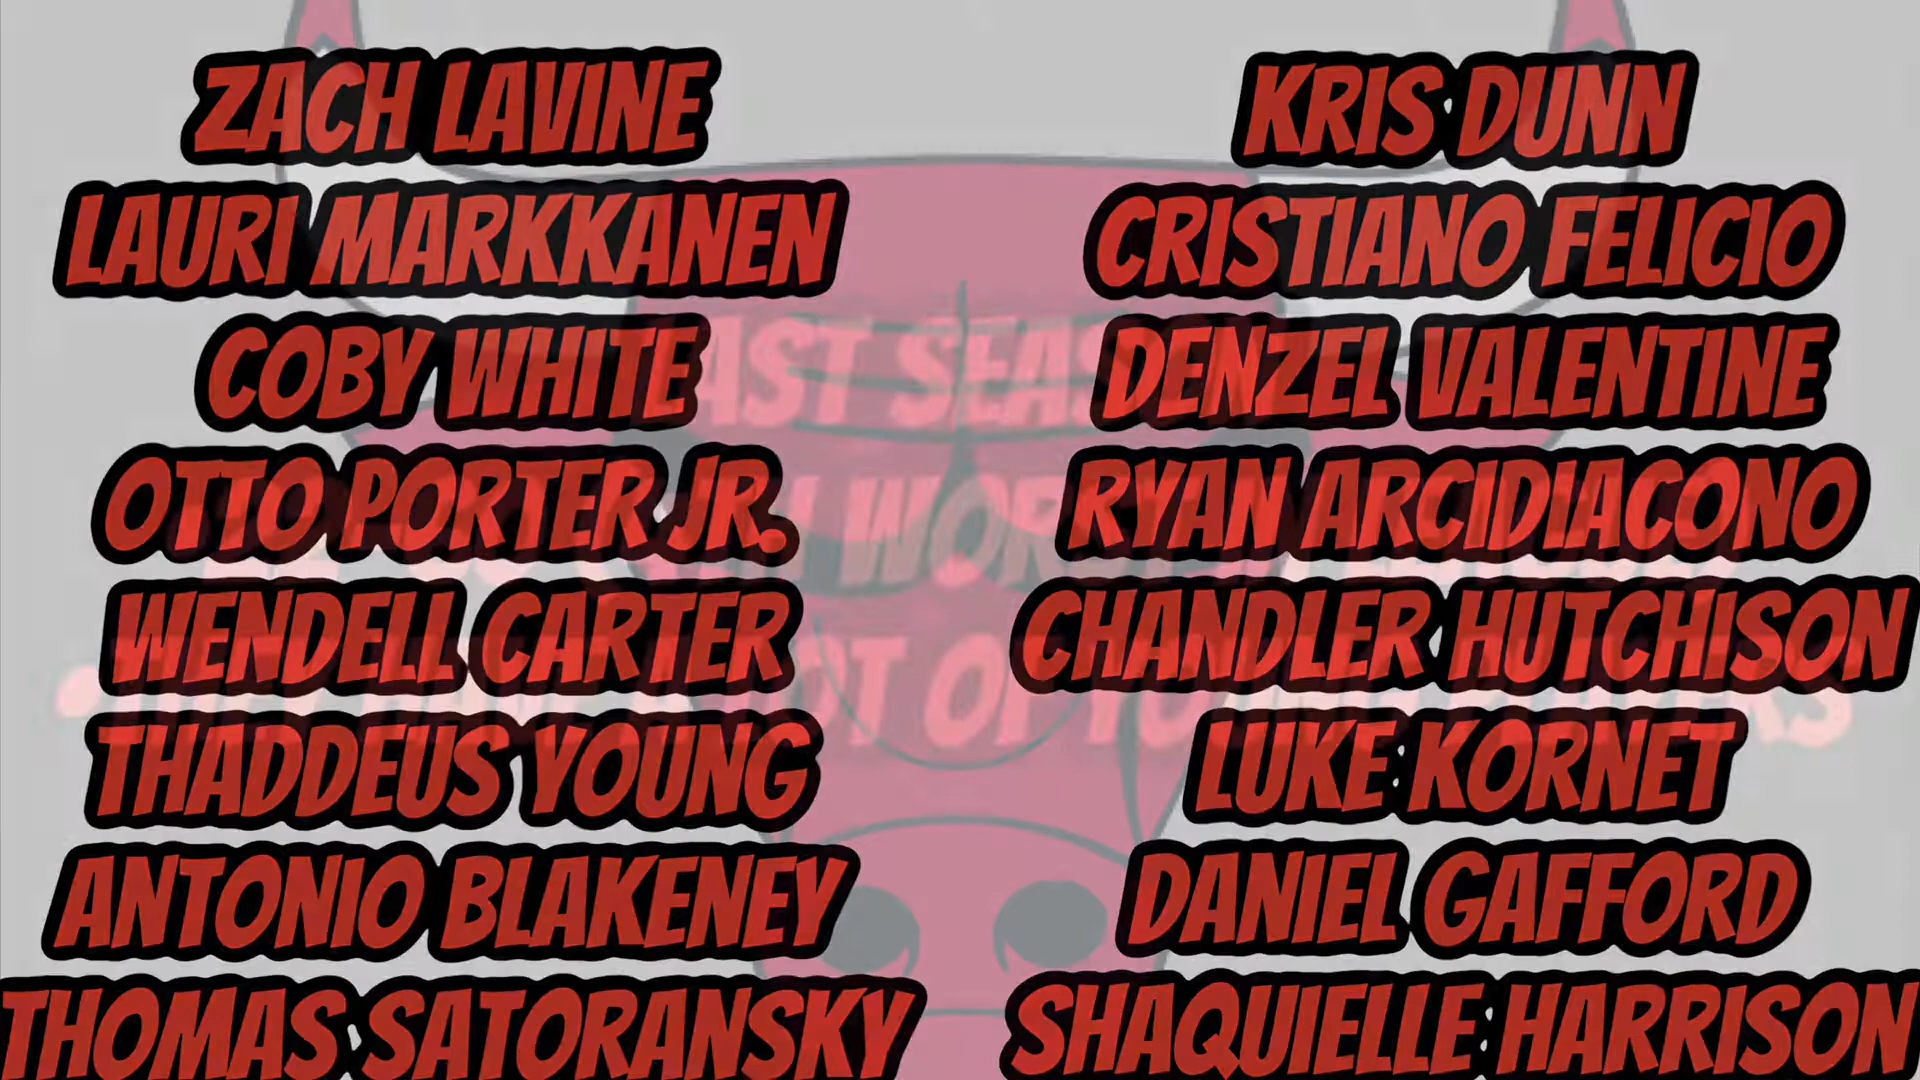 ZACH LAVINE
LAURI MARKKANEN
COBY WHITE
OTTO PORTER JR.
WENDELL CARTER
THADDEUS YOUNG
ANTONIO BLAKENEY
THOMAS SATORANSKY
KRIS DUNN
CRISTIANO FELICIO
DENZEL VALENTINE
RYAN ARCIDIACONO
CHANDLER HUTCHISON
LUKE KORNET
DANIEL GAFFORD
SHAQUIELLE HARRISON